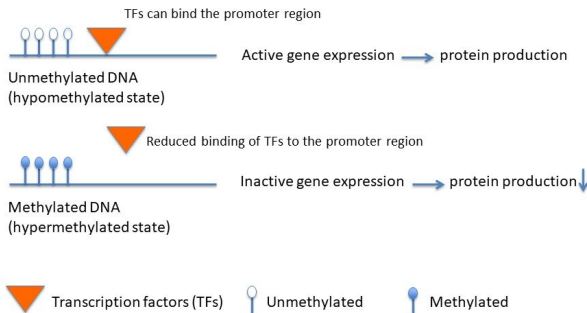 TFs can bind the promoter region
Active gene expression
protein production
Unmethylated DNA
(hypomethylated state)
Reduced binding of TFs to the promoter region
Inactive gene expression
protein production
Methylated DNA
(hypermethylated state)
Transcription factors (TFs)
Unmethylated
Methylated